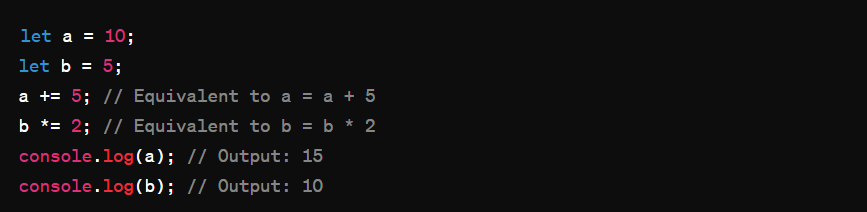 let a = 10;
let b = 5;
a += 5; // Equivalent to a = a + 5
b *= 2; // Equivalent to b = b * 2
console.log(a); // Output: 15
console.log(b); // Output: 10